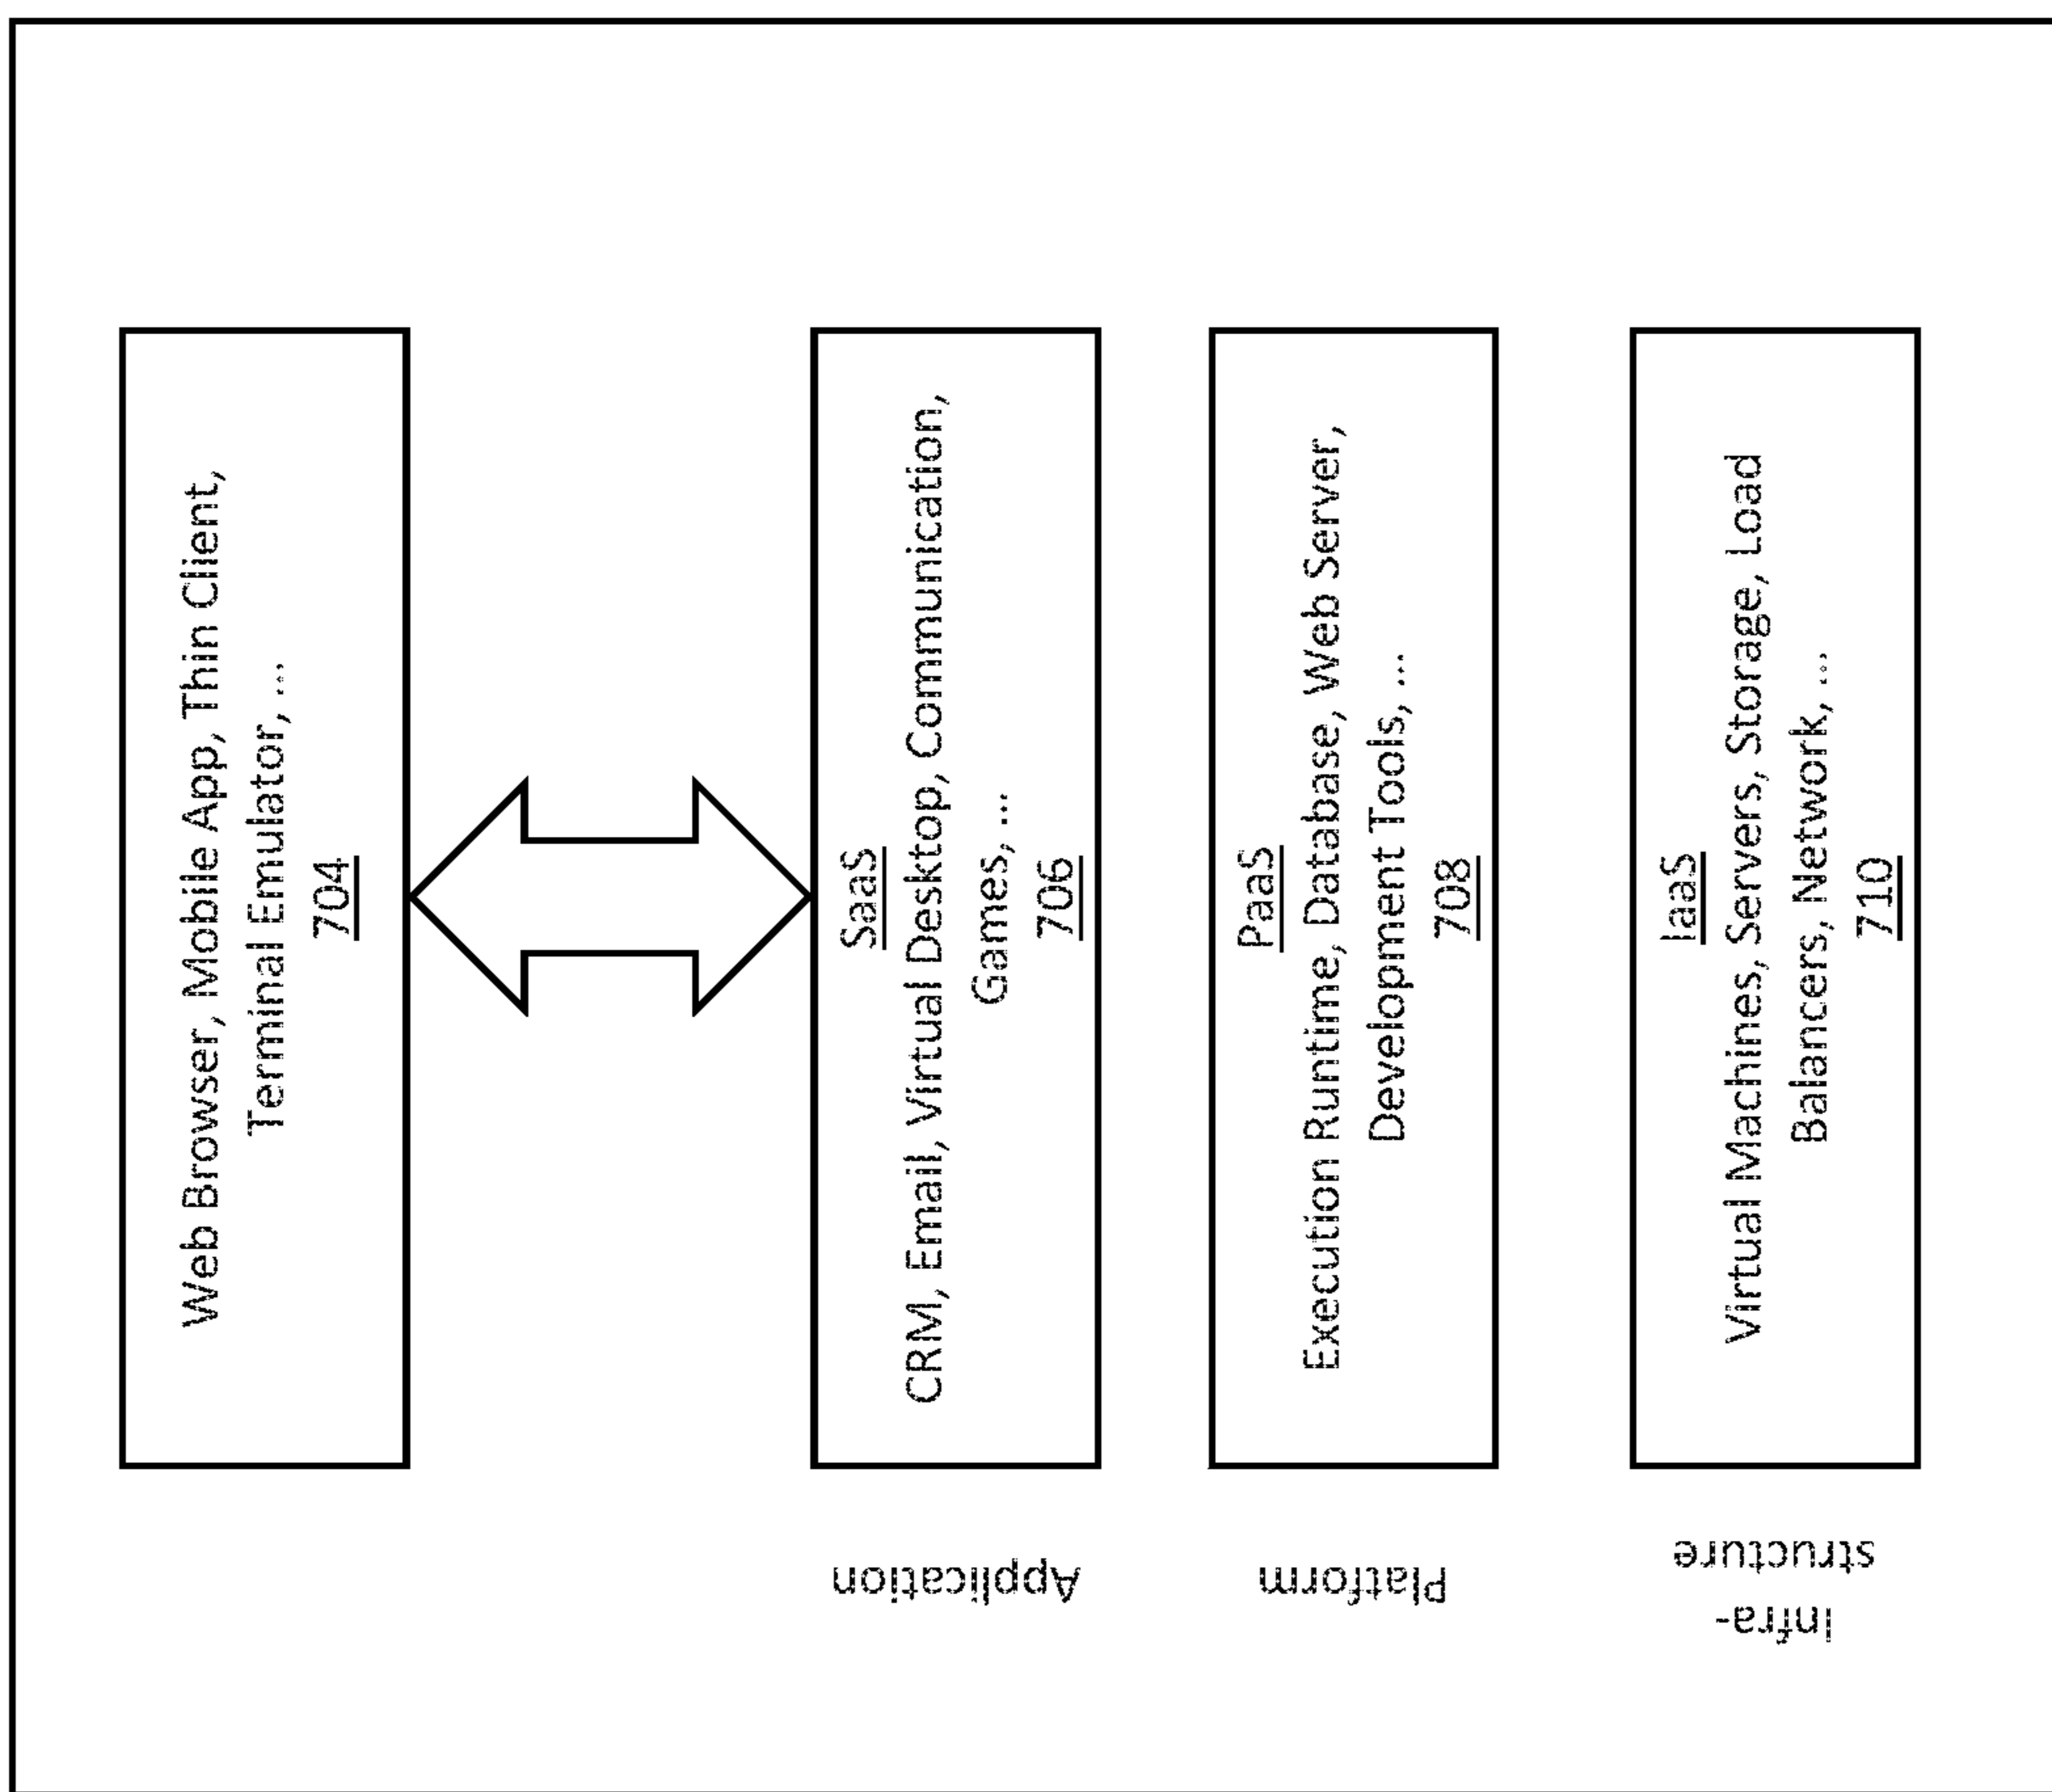 Web Browser, Mobile App, Thin Client,
Terminal Emulator, ...
704
Application
SaaS
CRM, Email, Virtual Desktop, Communication,
Games, ...
706
Platform
PaaS
Execution Runtime, Database, Web Server,
Development Tools, ...
708
infra-
structure
IaaS
Virtual Machines, Servers, Storage, Load
Balancers, Network, ...
710